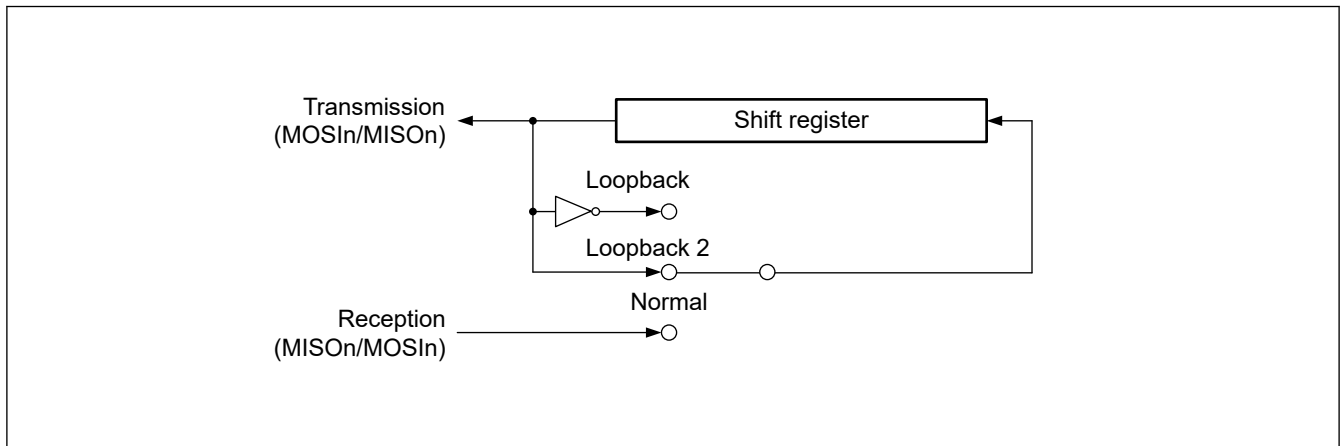 Transmission
(MOSIn/MISOn)
Shift register
Loopback
Loopback 2
Normal
Reception
(MISOn/MOSIn)